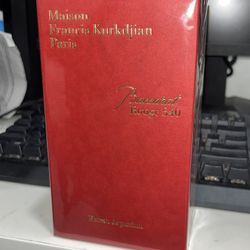 Maison
Francis Kurkdjian
Paris
Baccarat
Rouge 540
Extrait de parfum